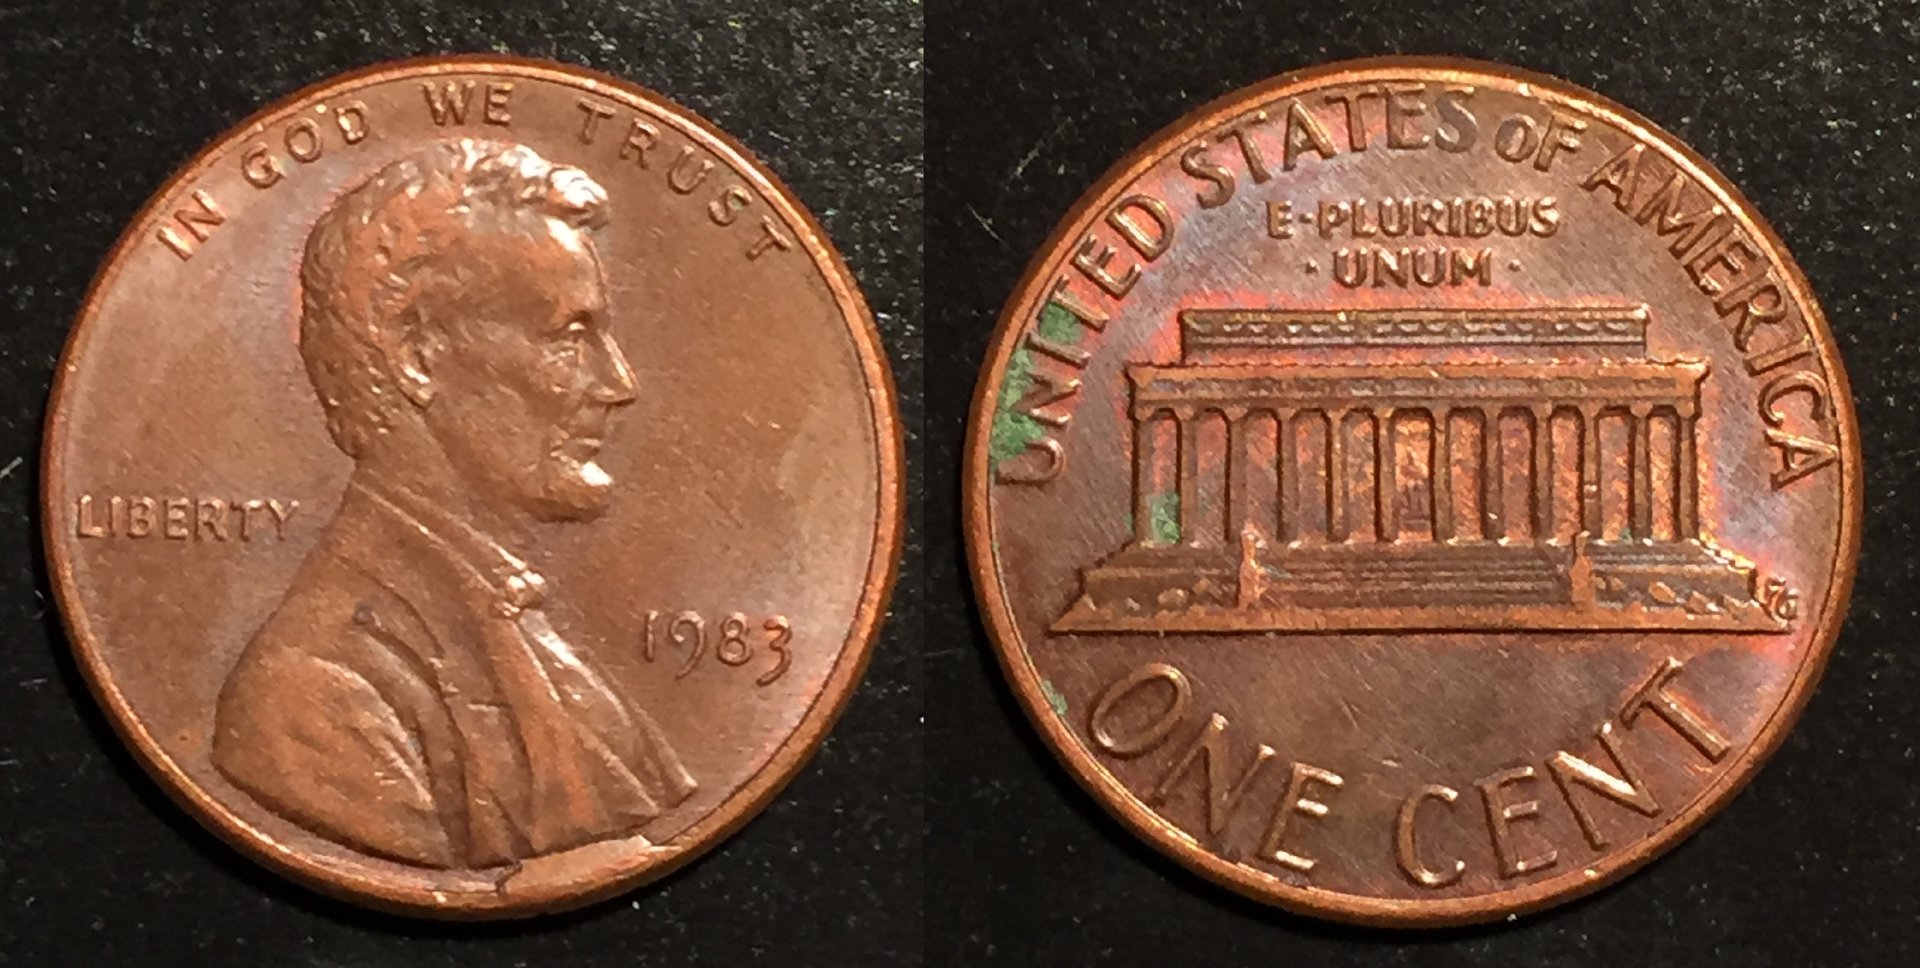 IN GOD WE TRUST
LIBERTY
1983
UNITED STATES OF AMERICA
E·PLURIBUS
·UNUM·
ONE CENT